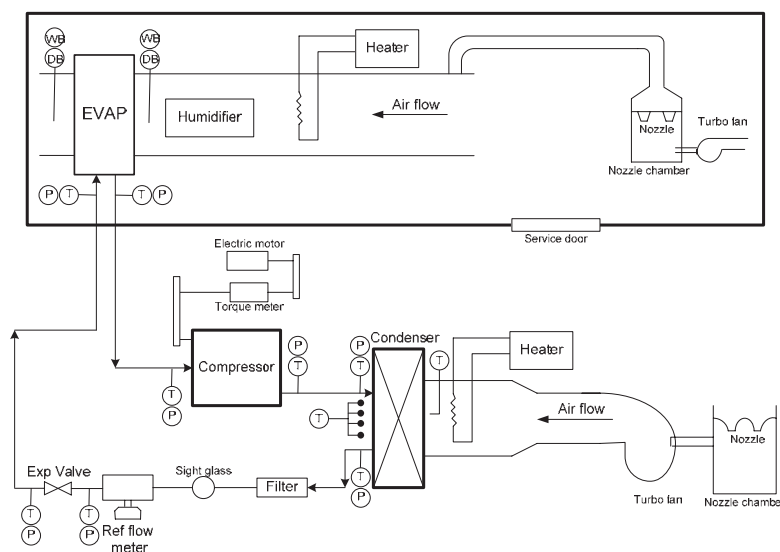 WB
WB
DB
DB
Heater
EVAP
Humidifier
Air flow
Nozzle
Turbo fan
Nozzle chamber
P T
T P
Service door
Electric motor
Torque meter
Compressor
P
T
P
T
Condenser
T
Heater
T
P
T
Air flow
Nozzle
T
P
Turbo fan
Nozzle chambe
Exp Valve
Sight glass
Filter
T
P
T
P
Ref flow
meter